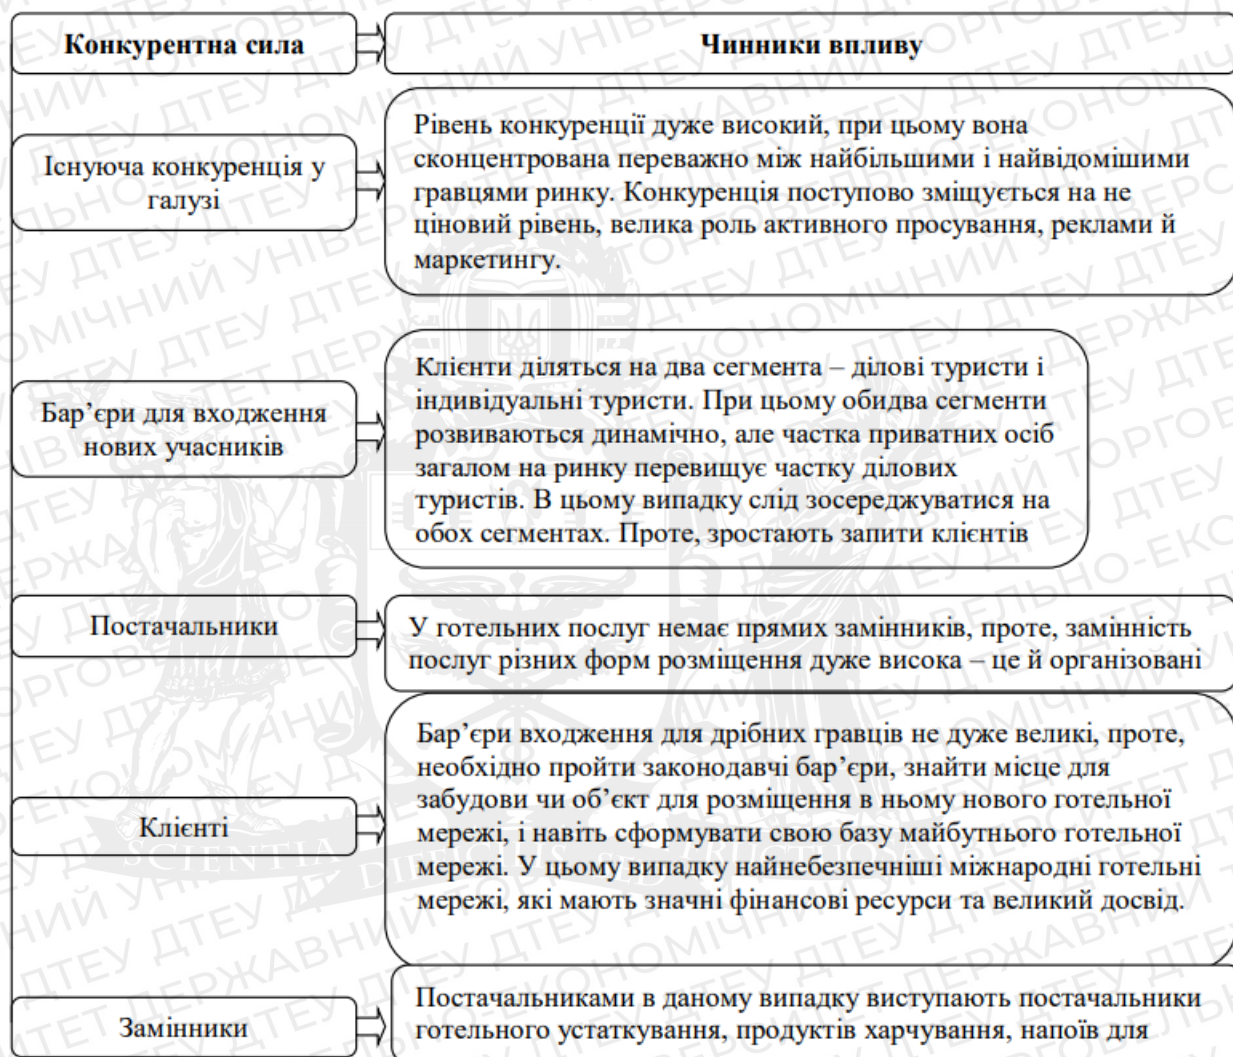 Конкурентна сила
Чинники впливу
Існуюча конкуренція у
галузі
Рівень конкуренції дуже високий, при цьому вона
сконцентрована переважно між найбільшими і найвідомішими
гравцями ринку. Конкуренція поступово зміщується на не
ціновий рівень, велика роль активного просування, реклами й
маркетингу.
Бар’єри для входження
нових учасників
Клієнти діляться на два сегмента – ділові туристи і
індивідуальні туристи. При цьому обидва сегменти
розвиваються динамічно, але частка приватних осіб
загалом на ринку перевищує частку ділових
туристів. В цьому випадку слід зосереджуватися на
обох сегментах. Проте, зростають запити клієнтів
Постачальники
У готельних послуг немає прямих замінників, проте, замінність
послуг різних форм розміщення дуже висока – це й організовані
Клієнті
Бар’єри входження для дрібних гравців не дуже великі, проте,
необхідно пройти законодавчі бар’єри, знайти місце для
забудови чи об’єкт для розміщення в ньому нового готельної
мережі, і навіть сформувати свою базу майбутнього готельної
мережі. У цьому випадку найнебезпечніші міжнародні готельні
мережі, які мають значні фінансові ресурси та великий досвід.
Замінники
Постачальниками в даному випадку виступають постачальники
готельного устаткування, продуктів харчування, напоїв для